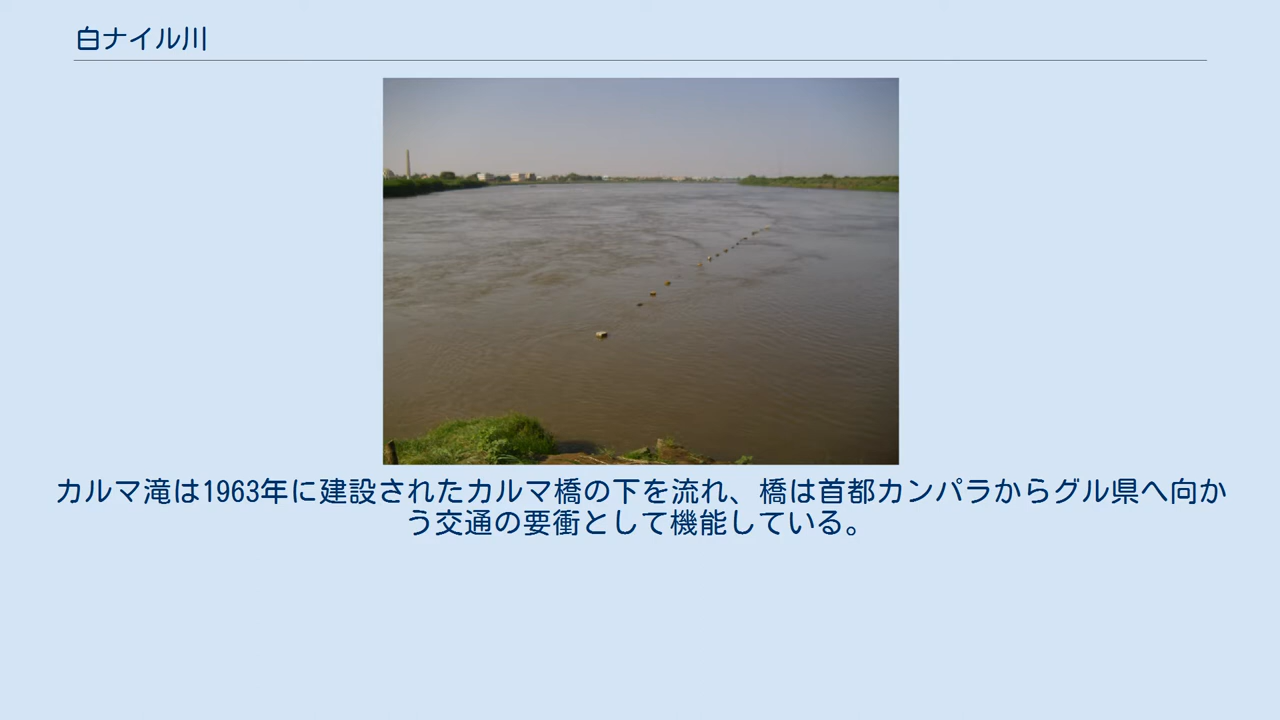 白ナイル川
カルマ滝は1963年に建設されたカルマ橋の下を流れ、橋は首都カンパラからグル県へ向か
う交通の要衝として機能している。